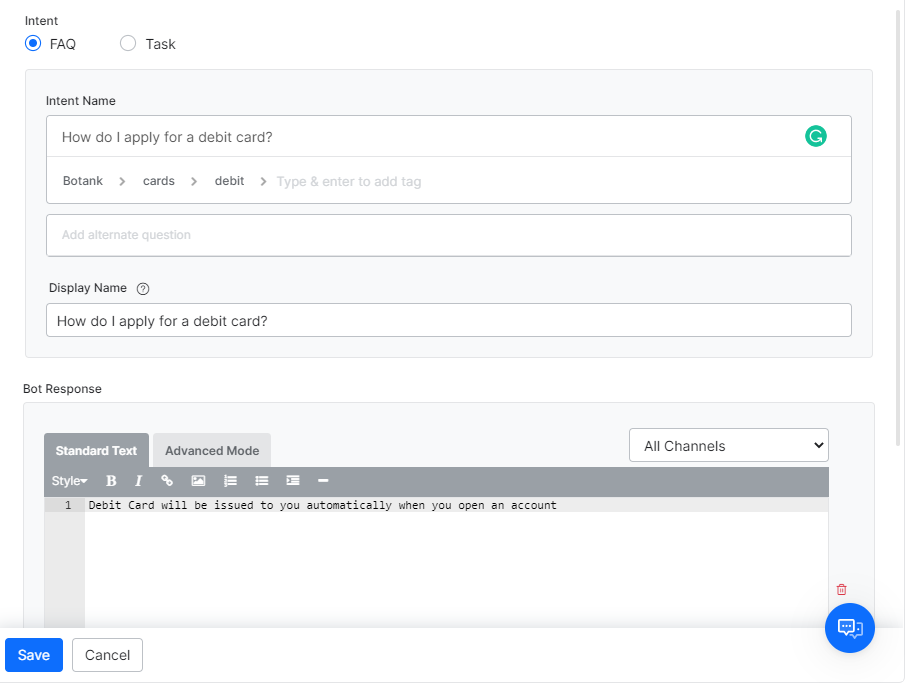 Intent
FAQ Task
Intent Name
How do I apply for a debit card?
Botank > cards > debit > Type & enter to add tag
Add alternate question
Display Name ?
How do I apply for a debit card?
Bot Response
Standard Text Advanced Mode All Channels
Style B I
1 Debit Card will be issued to you automatically when you open an account
Save Cancel